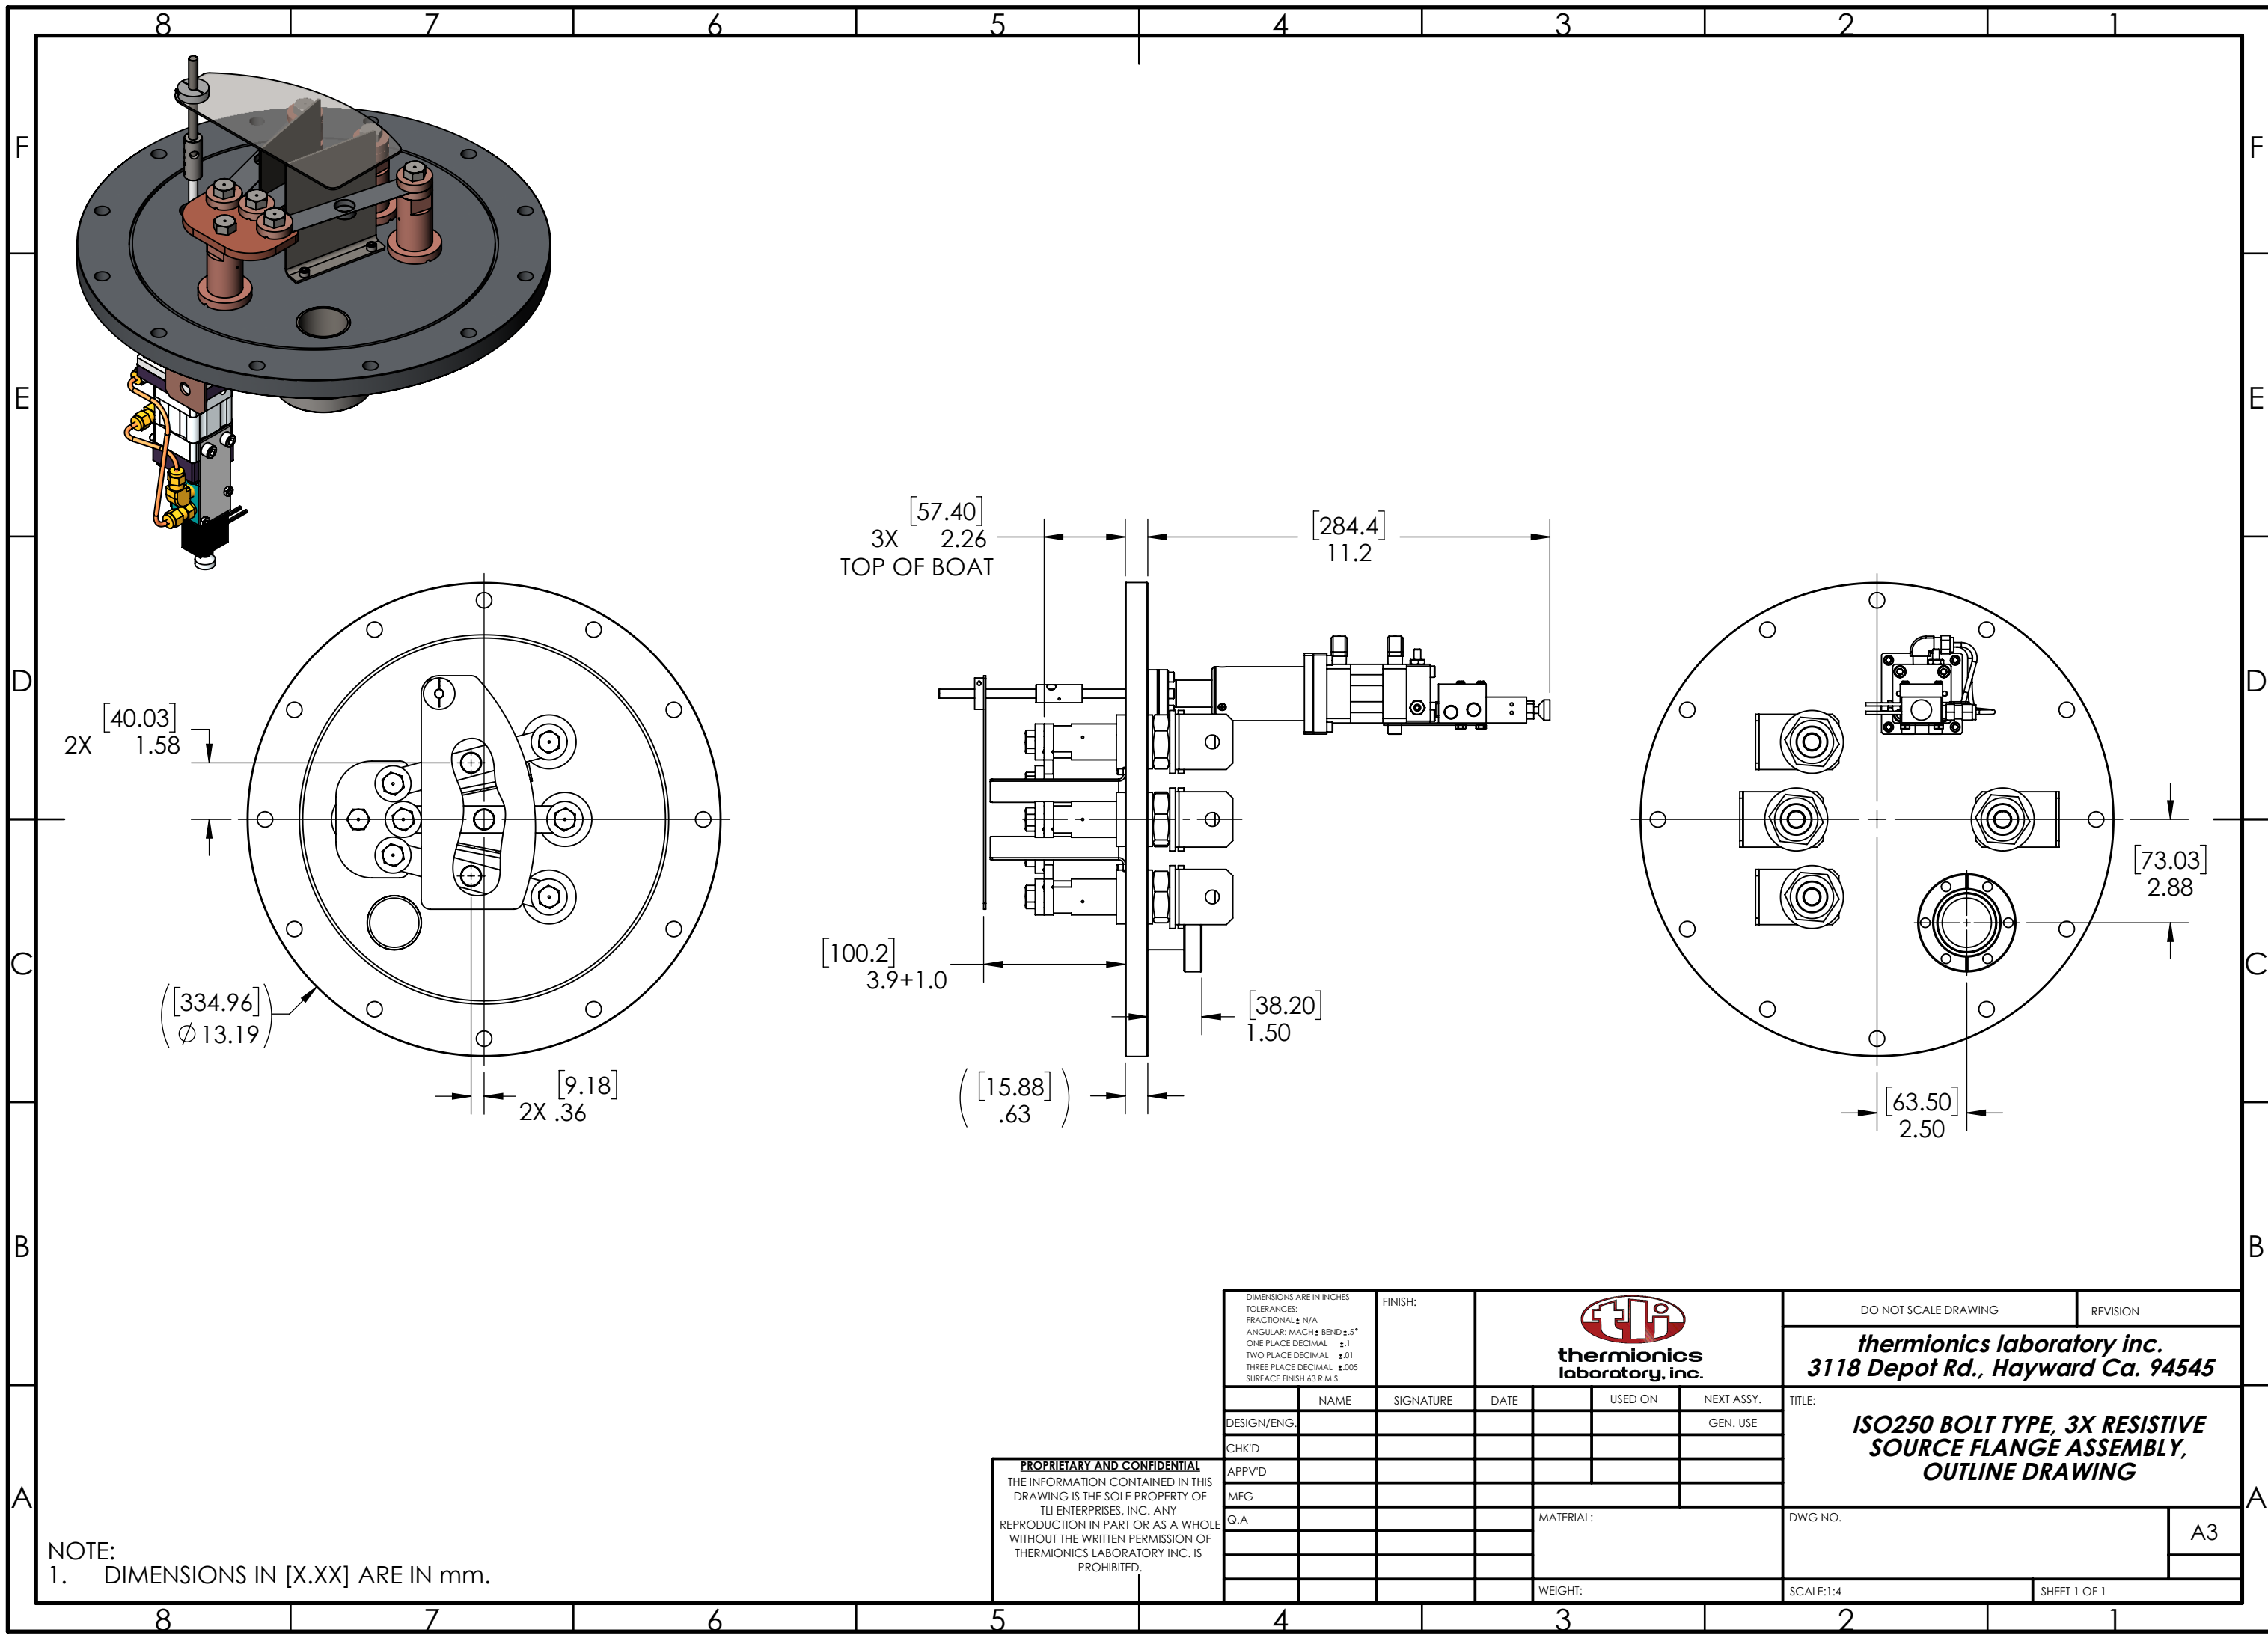 8 7 6 5 4 3 2 1
F
F
E
E
D
D
C
C
B
B
A
A
[57.40]
3X 2.26
TOP OF BOAT
[284.4]
11.2
[40.03]
2X 1.58
([334.96]
Ø13.19)
[9.18]
2X .36
[100.2]
3.9+1.0
[38.20]
1.50
([15.88]
.63)
[73.03]
2.88
[63.50]
2.50
NOTE:
1. DIMENSIONS IN [X.XX] ARE IN mm.
PROPRIETARY AND CONFIDENTIAL
THE INFORMATION CONTAINED IN THIS
DRAWING IS THE SOLE PROPERTY OF
TLI ENTERPRISES, INC. ANY
REPRODUCTION IN PART OR AS A WHOLE
WITHOUT THE WRITTEN PERMISSION OF
THERMIONICS LABORATORY INC. IS
PROHIBITED.
DIMENSIONS ARE IN INCHES
TOLERANCES:
FRACTIONAL± N/A
ANGULAR: MACH± BEND±.5°
ONE PLACE DECIMAL ±.1
TWO PLACE DECIMAL ±.01
THREE PLACE DECIMAL ±.005
SURFACE FINISH 63 R.M.S.
FINISH:
tli
thermionics
laboratory, inc.
DO NOT SCALE DRAWING
REVISION
thermionics laboratory inc.
3118 Depot Rd., Hayward Ca. 94545
NAME SIGNATURE DATE USED ON NEXT ASSY.
DESIGN/ENG. GEN. USE
CHK'D
APPV'D
MFG
Q.A
TITLE:
ISO250 BOLT TYPE, 3X RESISTIVE
SOURCE FLANGE ASSEMBLY,
OUTLINE DRAWING
MATERIAL:
DWG NO.
A3
WEIGHT:
SCALE:1:4
SHEET 1 OF 1
8 7 6 5 4 3 2 1